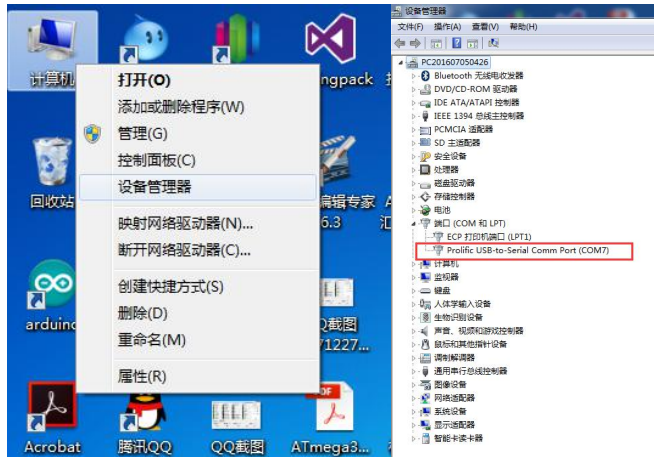 计算机
ngpack
打开(O)
添加或删除程序(W)
管理(G)
控制面板(C)
设备管理器
映射网络驱动器(N)...
断开网络驱动器(C)...
创建快捷方式(S)
删除(D)
重命名(M)
属性(R)
回收站
编辑专家
6.3
arduino
截图
71227...
Acrobat
腾讯QQ
QQ截图
PDF
ATmega3...
设备管理器
文件(F) 操作(A) 查看(V) 帮助(H)
PC201607050426
Bluetooth 无线电收发器
DVD/CD-ROM 驱动器
IDE ATA/ATAPI 控制器
IEEE 1394 总线主控制器
PCMCIA 适配器
SD 主适配器
安全设备
处理器
磁盘驱动器
存储控制器
电池
端口 (COM 和 LPT)
ECP 打印机端口 (LPT1)
Prolific USB-to-Serial Comm Port (COM7)
计算机
监视器
键盘
人体学输入设备
生物识别设备
声音、视频和游戏控制器
鼠标和其他指针设备
调制解调器
通用串行总线控制器
图像设备
网络适配器
系统设备
显示适配器
智能卡读卡器